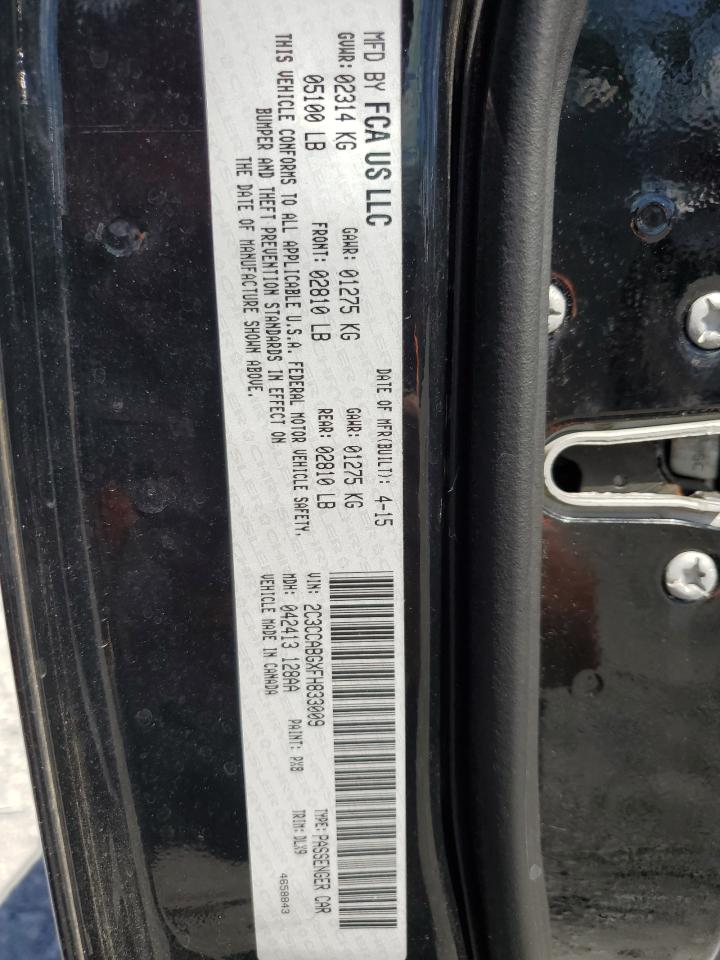 MFD BY FCA US LLC
DATE OF MFR(BUILT): 4-15
GVWR: 02314 KG
GAWR: 01275 KG
GAWR: 01275 KG
05100 LB
FRONT: 02810 LB
REAR: 02810 LB
THIS VEHICLE CONFORMS TO ALL APPLICABLE U.S.A. FEDERAL MOTOR VEHICLE SAFETY,
BUMPER AND THEFT PREVENTION STANDARDS IN EFFECT ON
THE DATE OF MANUFACTURE SHOWN ABOVE.
VIN: 2C3CCABGXFH833009
TYPE: PASSENGER CAR
MDH: 042413 128AA
PAINT: PX8
TRIM: DLX9
VEHICLE MADE IN CANADA
4658843